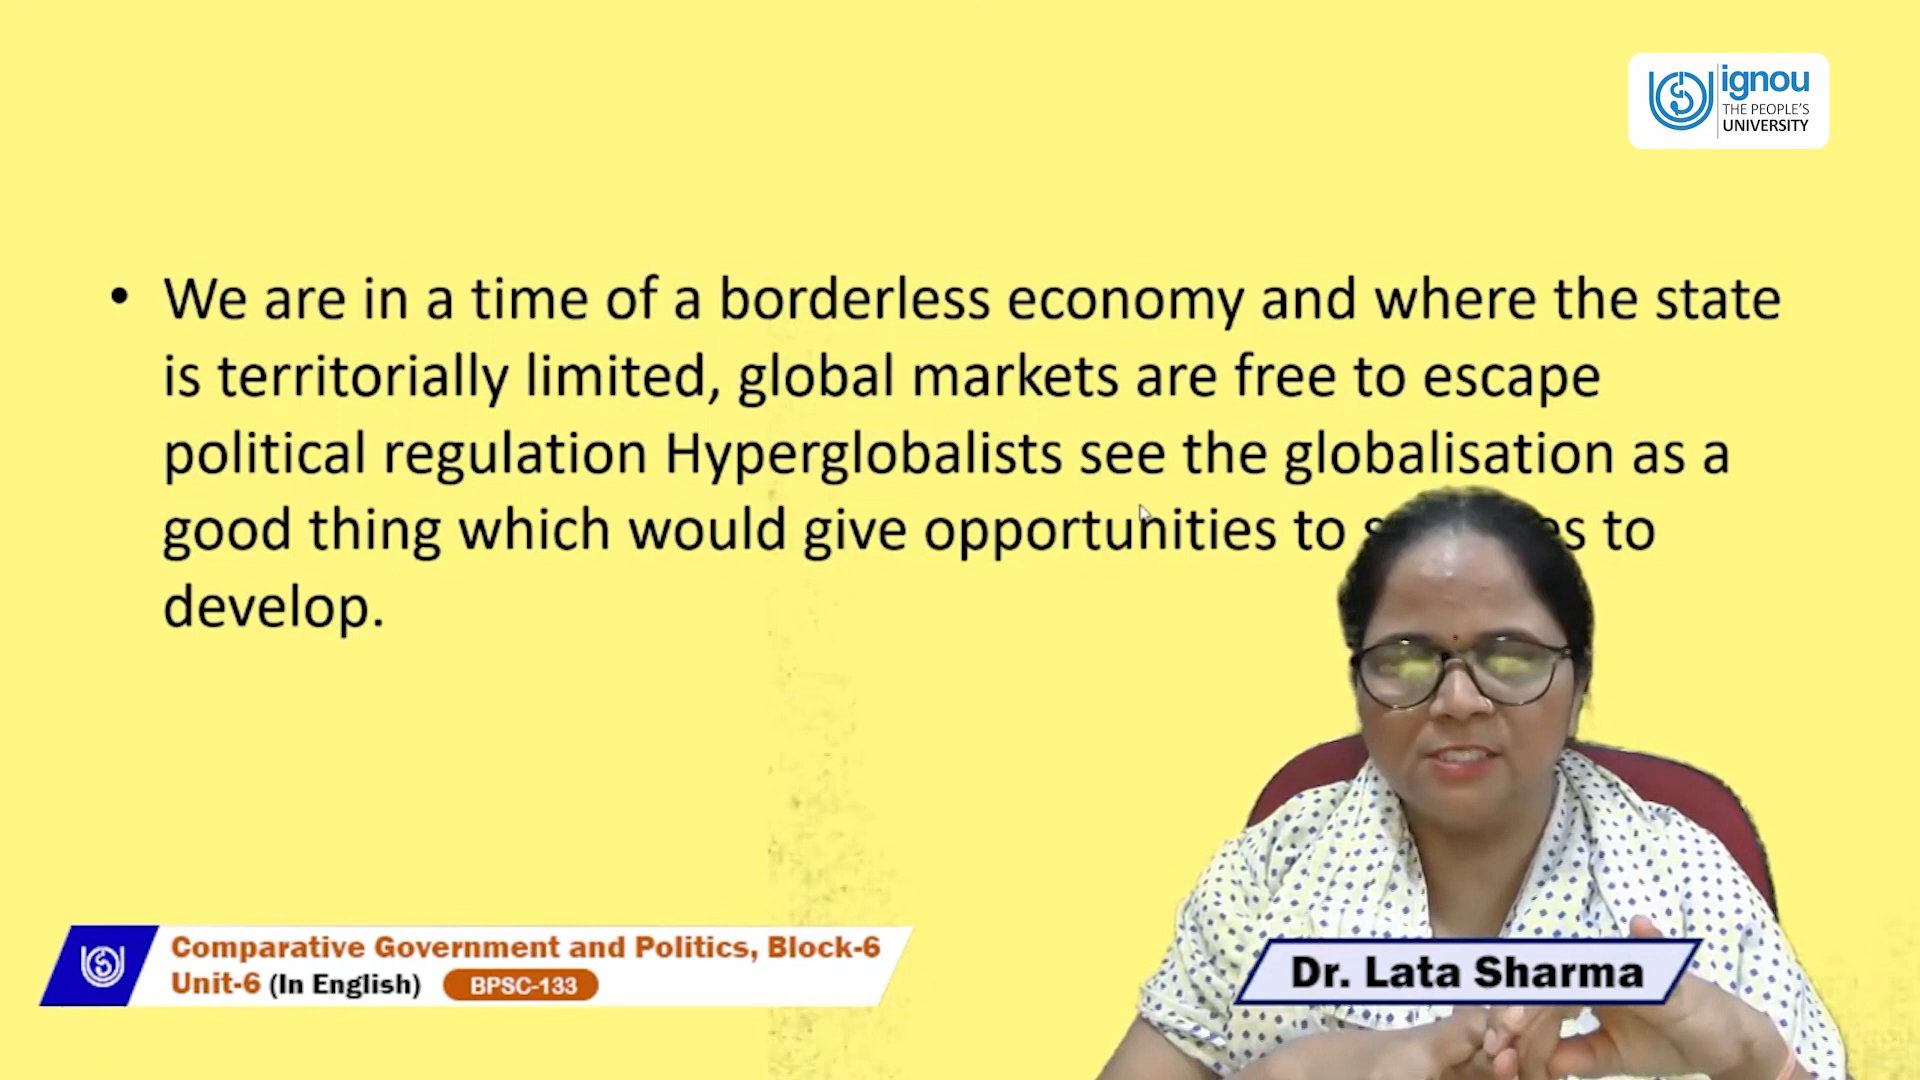 ignou
THE PEOPLE'S
UNIVERSITY
• We are in a time of a borderless economy and where the state
is territorially limited, global markets are free to escape
political regulation Hyperglobalists see the globalisation as a
good thing which would give opportunities to to
develop.
Comparative Government and Politics, Block-6
Unit-6 (In English) BPSC-133
Dr. Lata Sharma